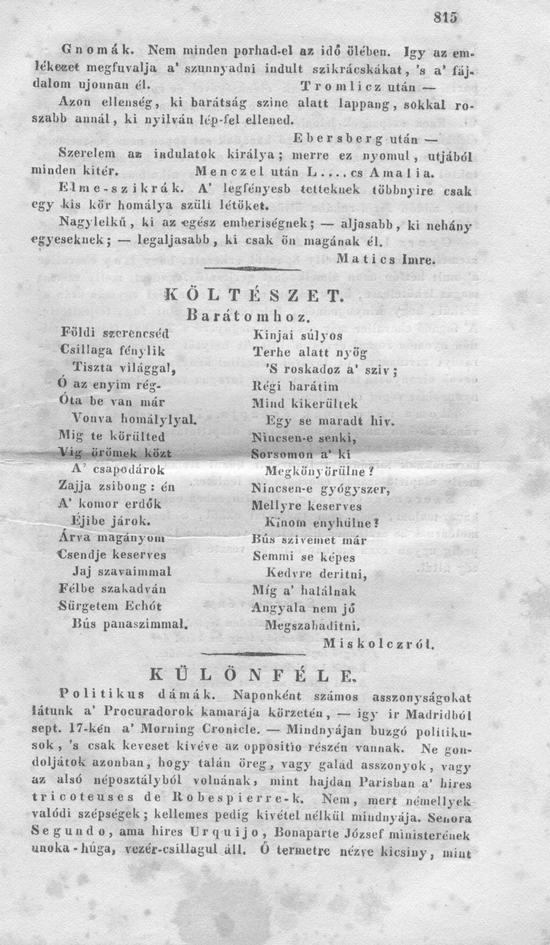 815
Gnomák. Nem minden porhad-el az idő ölében. Igy az em-
lékezet megfuvalja a' szunnyadni indult szikrácskákat, 's a' fáj-
dalom ujonnan él. Tromlicz után —
Azon ellenség, ki barátság szine alatt lappang, sokkal ro-
szabb annál, ki nyilván lép-fel ellened.
Ebersberg után —
Szerelem az indulatok királya; merre ez nyomul, utjából
minden kitér. Menczel után L....cs Amalia.
Elme-szikrák. A' legfényesb tetteknek többnyire csak
egy kis kör homálya szüli létöket.
Nagylelkű, ki az egész emberiségnek; — aljasabb, ki nehány
egyeseknek; — legaljasabb, ki csak ön magának él.
Matics Imre.
KÖLTÉSZET.
Barátomhoz.
Földi szerencséd
Csillaga fénylik
Tiszta világgal,
Ó az enyim rég-
Óta be van már
Vonva homálylyal.
Mig te körülted
Vig örömek közt
A' csapodárok
Zajja zsibong: én
A' komor erdők
Éjibe járok.
Árva magányom
Csendje keserves
Jaj szavaimmal
Félbe szakadván
Sürgetem Echót
Bús panaszimmal.
Kinjai súlyos
Terhe alatt nyög
'S roskadoz a' sziv;
Régi barátim
Mind kikerűltek
Egy se maradt hiv.
Nincsen-e senki,
Sorsomon a' ki
Megkönyörülne?
Nincsen-e gyógyszer,
Mellyre keserves
Kinom enyhülne?
Bús szivemet már
Semmi se képes
Kedvre deritni,
Míg a' halálnak
Angyala nem jő
Megszabaditni.
Miskolczról.
KÜLÖNFÉLE.
Politikus dámák. Naponként számos asszonyságokat
látunk a' Procuradorok kamarája körzetén, — igy ir Madridból
sept. 17-kén a' Morning Cronicle. — Mindnyájan buzgó politiku-
sok, 's csak keveset kivéve az oppositio részén vannak. Ne gon-
doljátok azonban, hogy talán öreg, vagy galád asszonyok, vagy
az alsó néposztályból volnának, mint hajdan Parisban a' hires
tricoteuses de Robespierre-k. Nem, mert némellyek
valódi szépségek; kellemes pedig kivétel nélkül mindnyája. Senora
Segundo, ama hires Urquijo, Bonaparte József ministerének
unoka-húga, vezér-csillagul áll. Ó termetre nézve kicsiny, mint